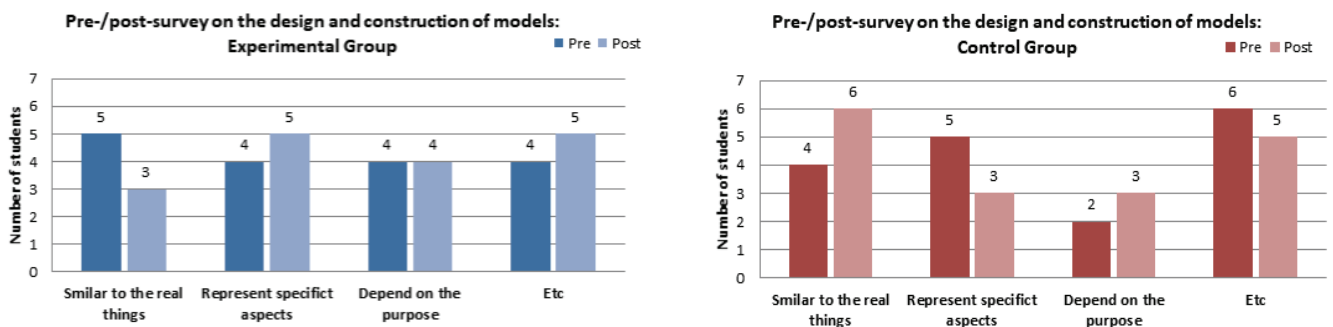 Pre-/post-survey on the design and construction of models:
Experimental Group
Pre Post
Number of students
7
6
5
4
3
2
1
0
5 3 4 5 4 4 4 5
Smilar to the real things
Represent specifict aspects
Depend on the purpose
Etc
Pre-/post-survey on the design and construction of models:
Control Group
Pre Post
Number of students
7
6
5
4
3
2
1
0
4 6 5 3 2 3 6 5
Smilar to the real things
Represent specifict aspects
Depend on the purpose
Etc